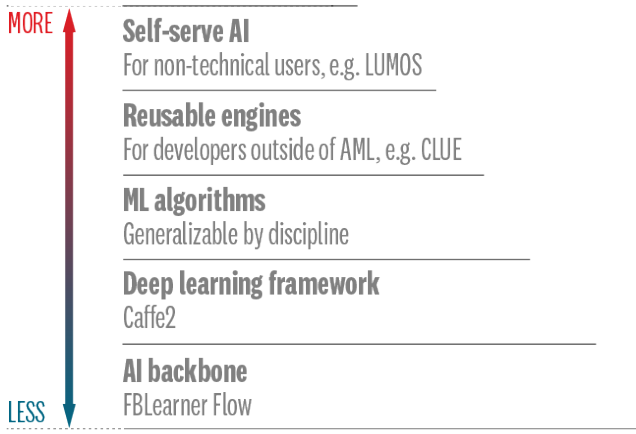 MORE
Self-serve AI
For non-technical users, e.g. LUMOS
Reusable engines
For developers outside of AML, e.g. CLUE
ML algorithms
Generalizable by discipline
Deep learning framework
Caffe2
AI backbone
FBLearner Flow
LESS